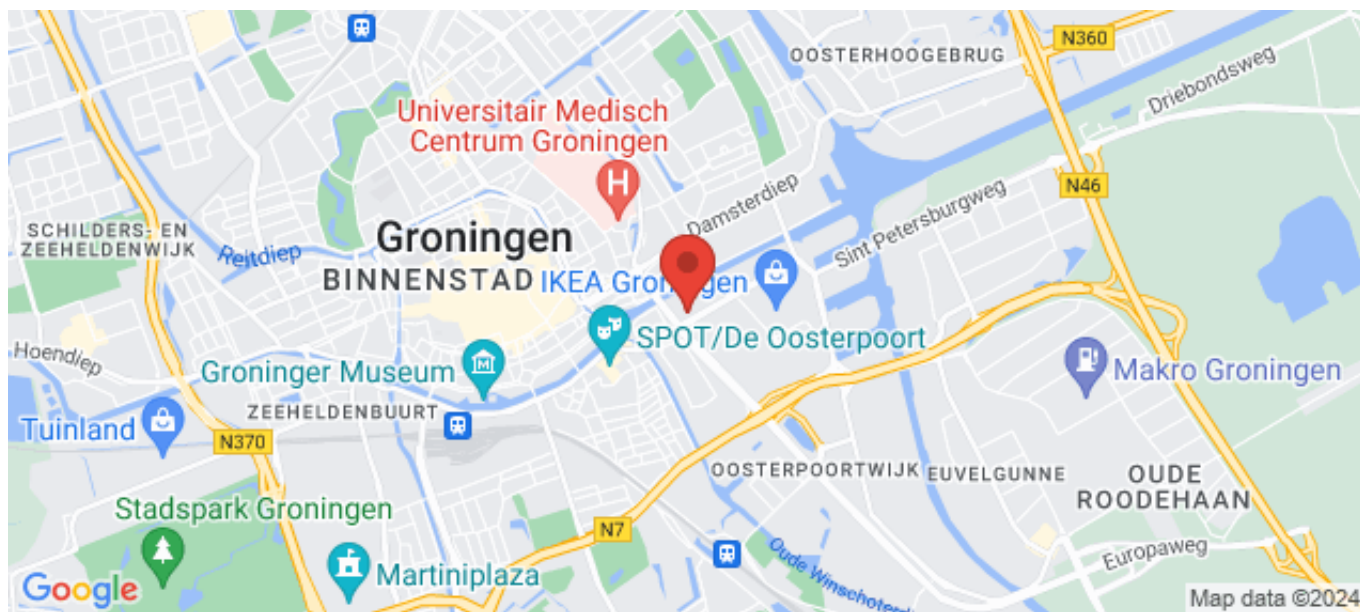 N360
OOSTERHOOGEBRUG
Driebondsweg
Universitair Medisch
Centrum Groningen
H
N46
Damsterdiep
Sint Petersburgweg
SCHILDERS- EN
ZEEHELDENWIJK
Reitdiep
Groningen
BINNENSTAD
IKEA Groningen
SPOT/De Oosterpoort
Hoendiep
Groninger Museum
M
Makro Groningen
ZEEHELDENBUURT
Tuinland
N370
OOSTERPOORTWIJK
EUVELGUNNE
OUDE
ROODEHAAN
Stadspark Groningen
N7
Europaweg
Oude Winschoterd
Martiniplaza
Google
Map data ©2024